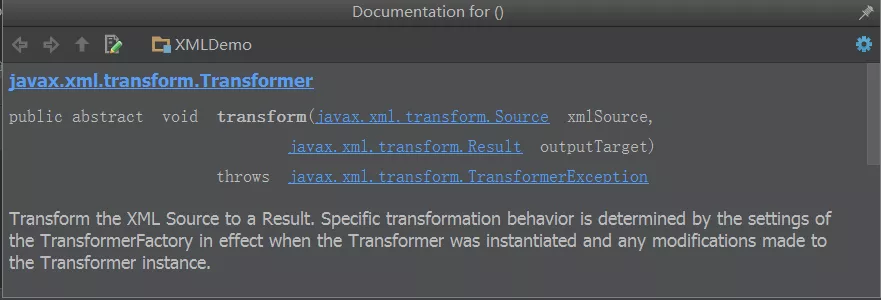 Documentation for ()
XMLDemo
javax.xml.transform.Transformer
public abstract void transform(javax.xml.transform.Source xmlSource,
javax.xml.transform.Result outputTarget)
throws javax.xml.transform.TransformerException
Transform the XML Source to a Result. Specific transformation behavior is determined by the settings of
the TransformerFactory in effect when the Transformer was instantiated and any modifications made to
the Transformer instance.